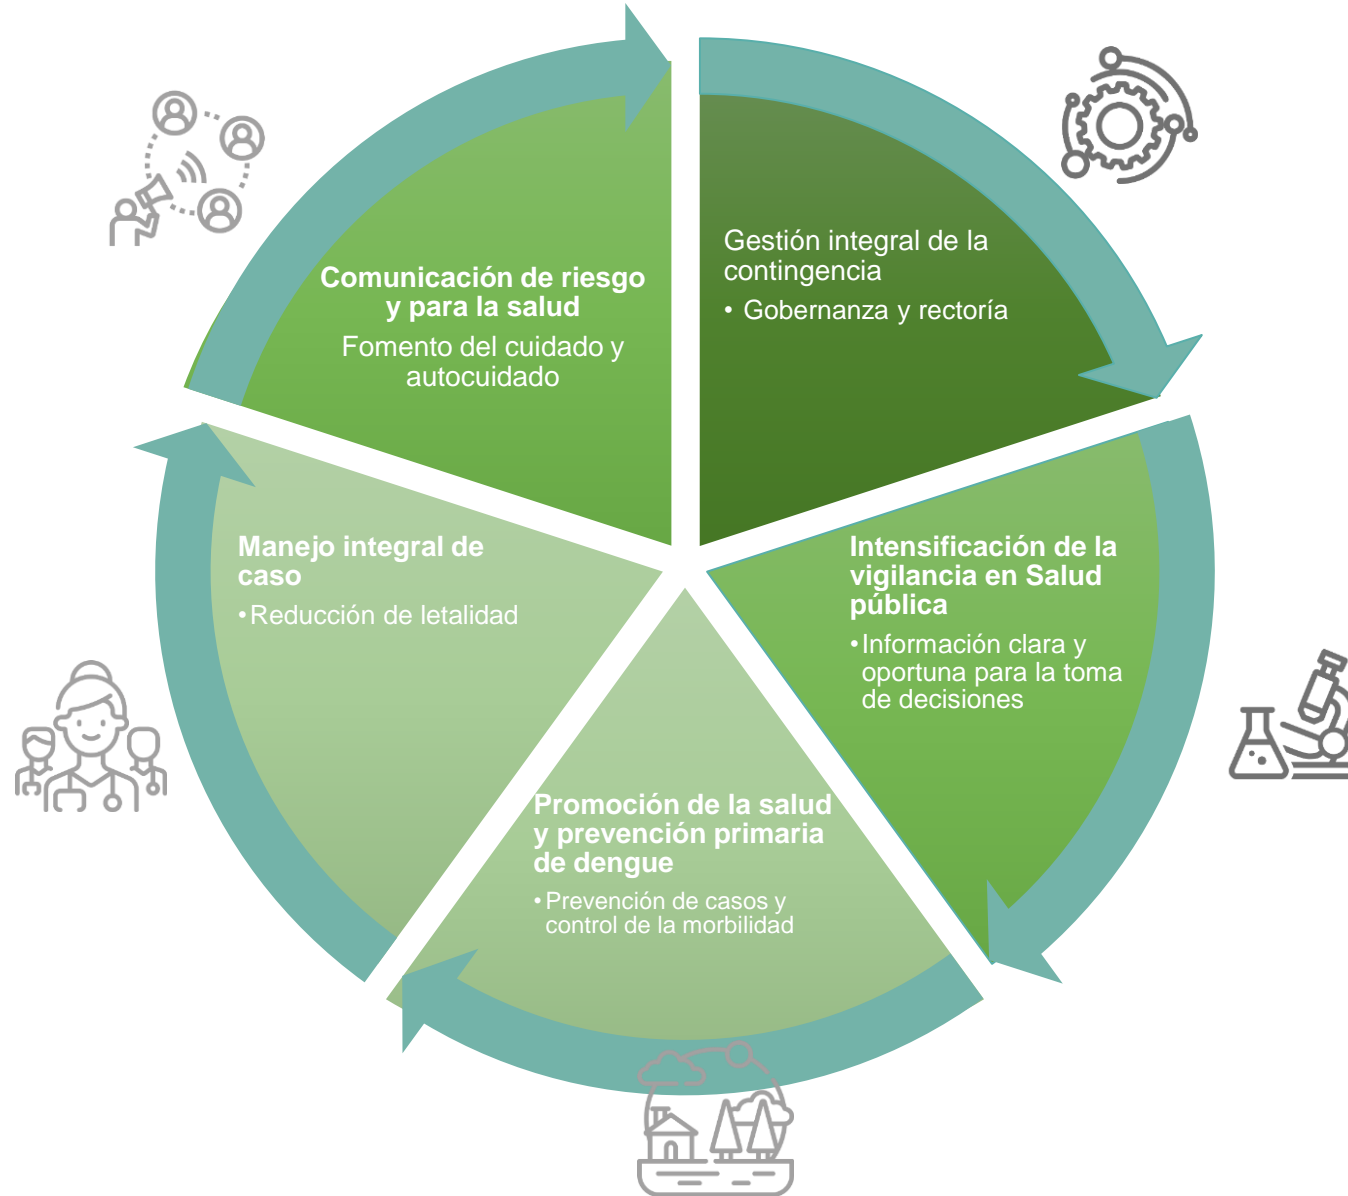 Gestión integral de la
contingencia
• Gobernanza y rectoría
Intensificación de la
vigilancia en Salud
pública
• Información clara y
oportuna para la toma
de decisiones
Promoción de la salud
y prevención primaria
de dengue
• Prevención de casos y
control de la morbilidad
Manejo integral de
caso
• Reducción de letalidad
Comunicación de riesgo
y para la salud
Fomento del cuidado y
autocuidado